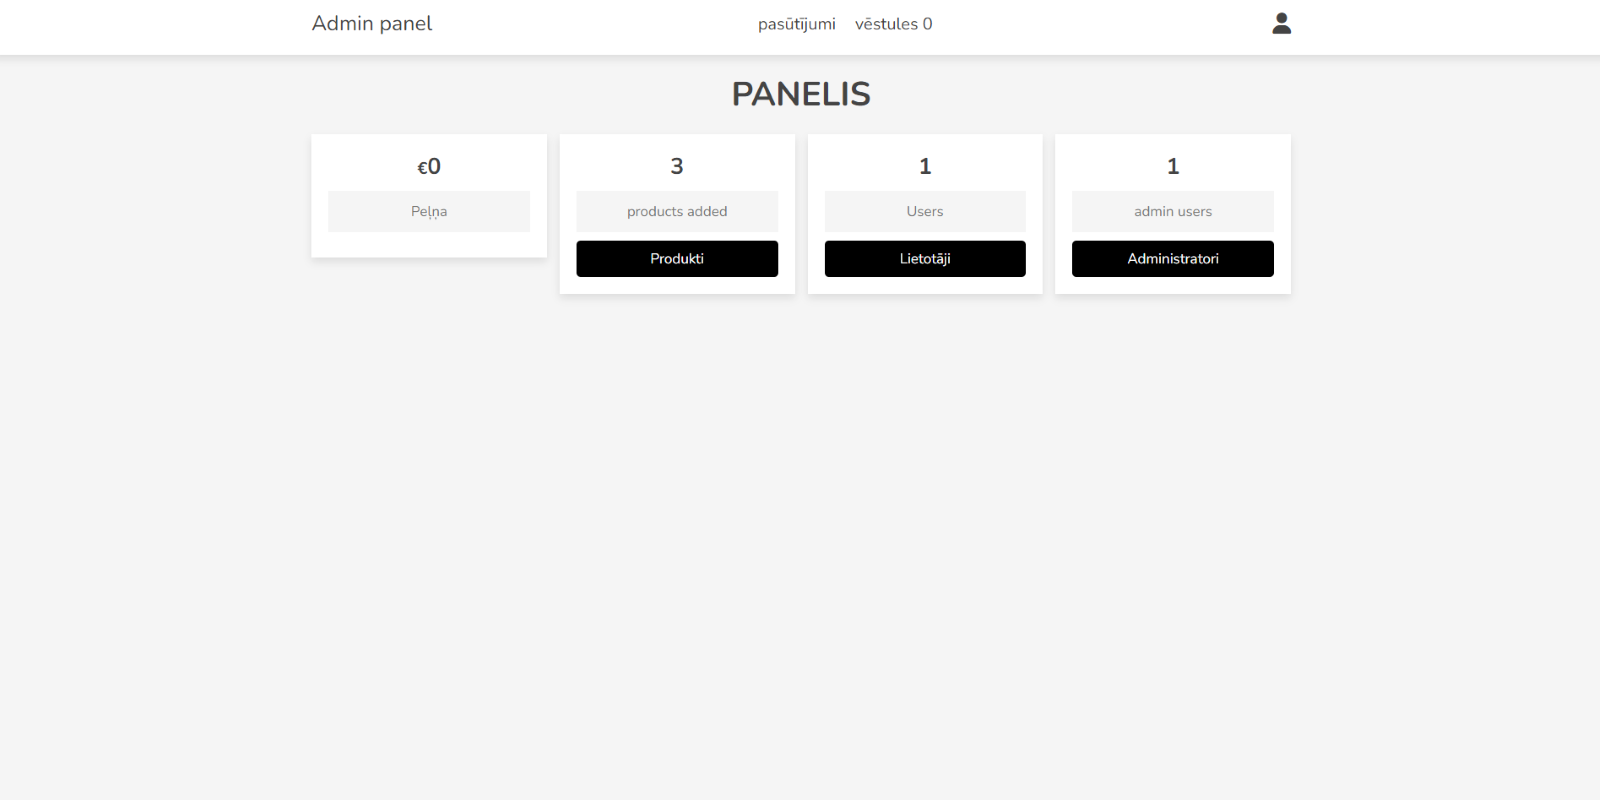 Admin panel
pasūtījumi vēstules 0
PANELIS
€0
Peļņa
3
products added
Produkti
1
Users
Lietotāji
1
admin users
Administratori